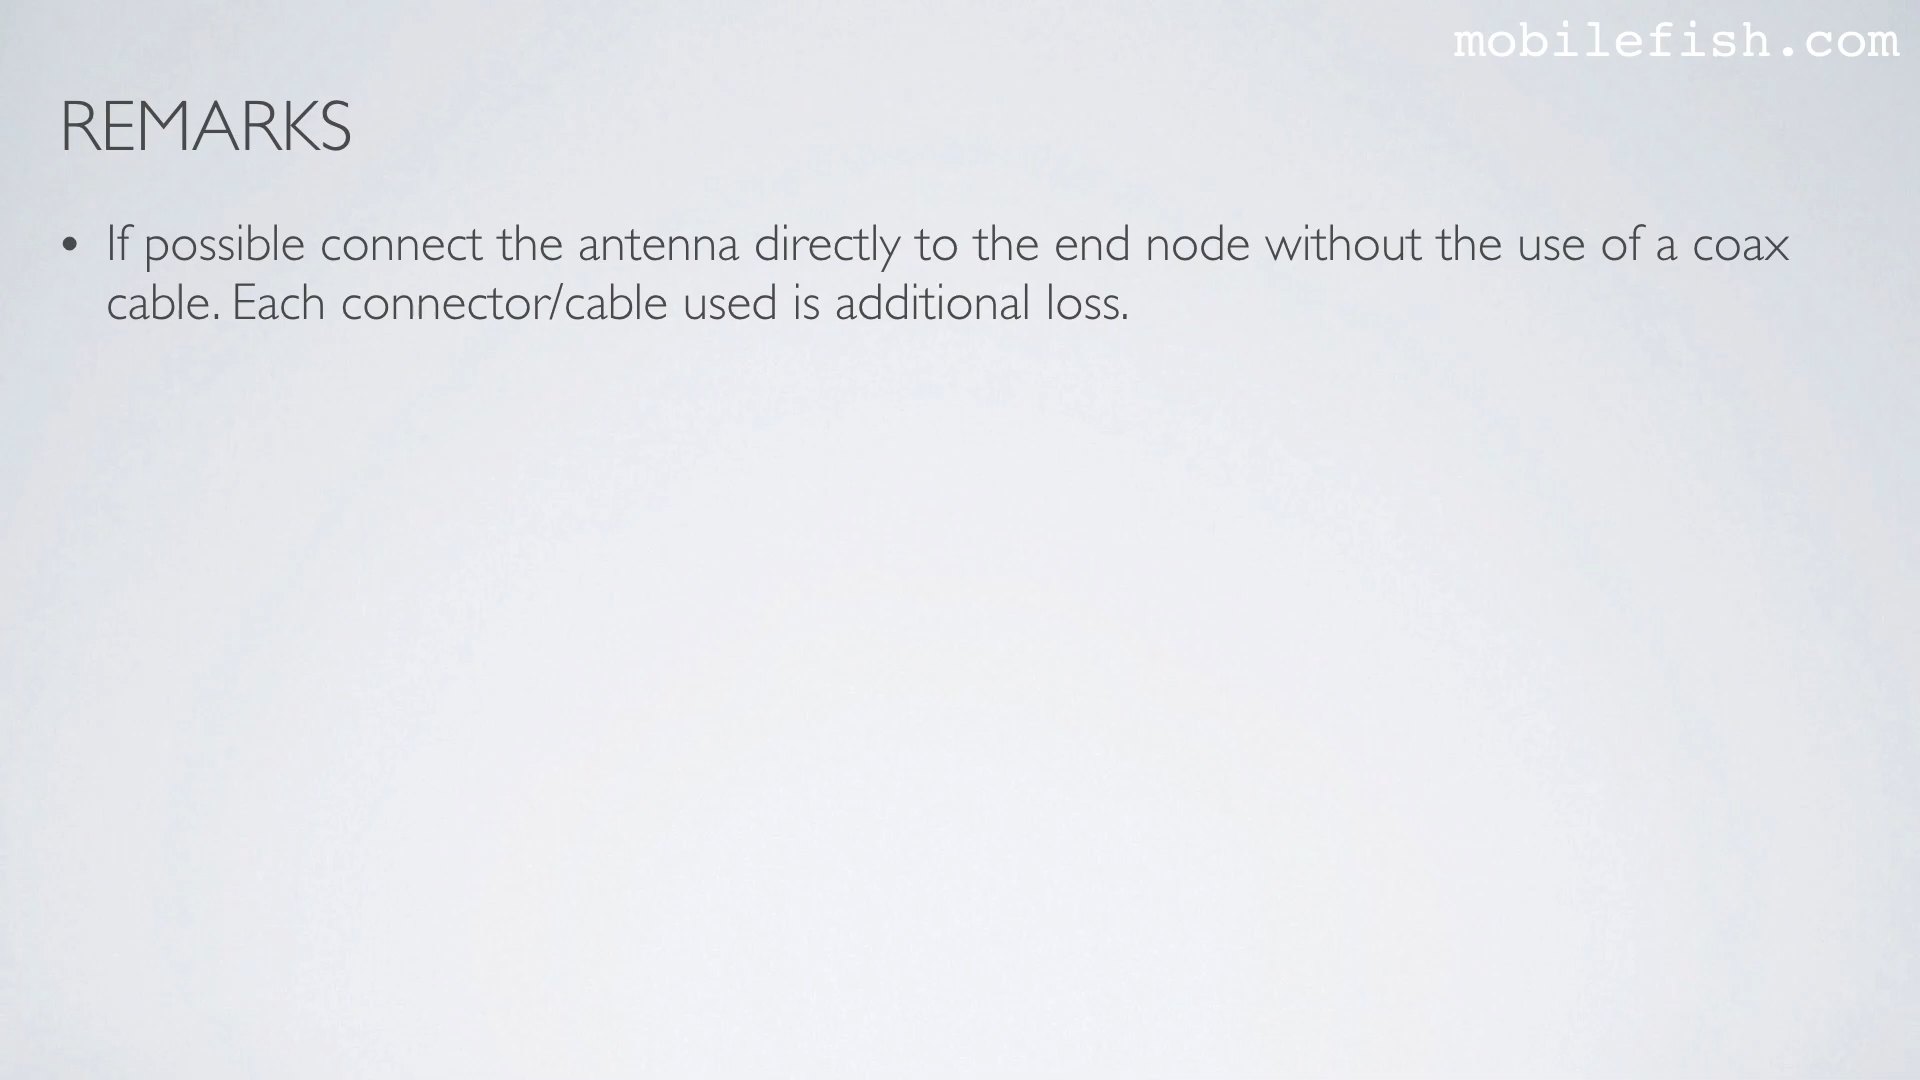 mobilefish.com
REMARKS
• If possible connect the antenna directly to the end node without the use of a coax
cable. Each connector/cable used is additional loss.